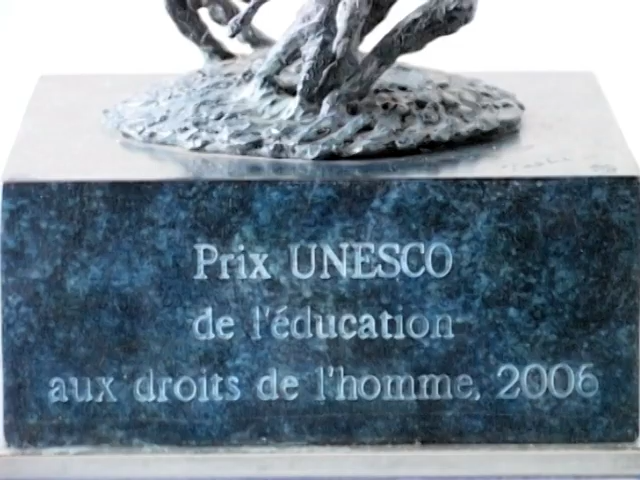 Prix UNESCO
de l'éducation
aux droits de l'homme, 2006